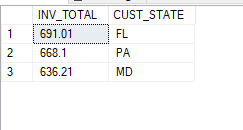 INV_TOTAL CUST_STATE
1 691.01 FL
2 668.1 PA
3 636.21 MD